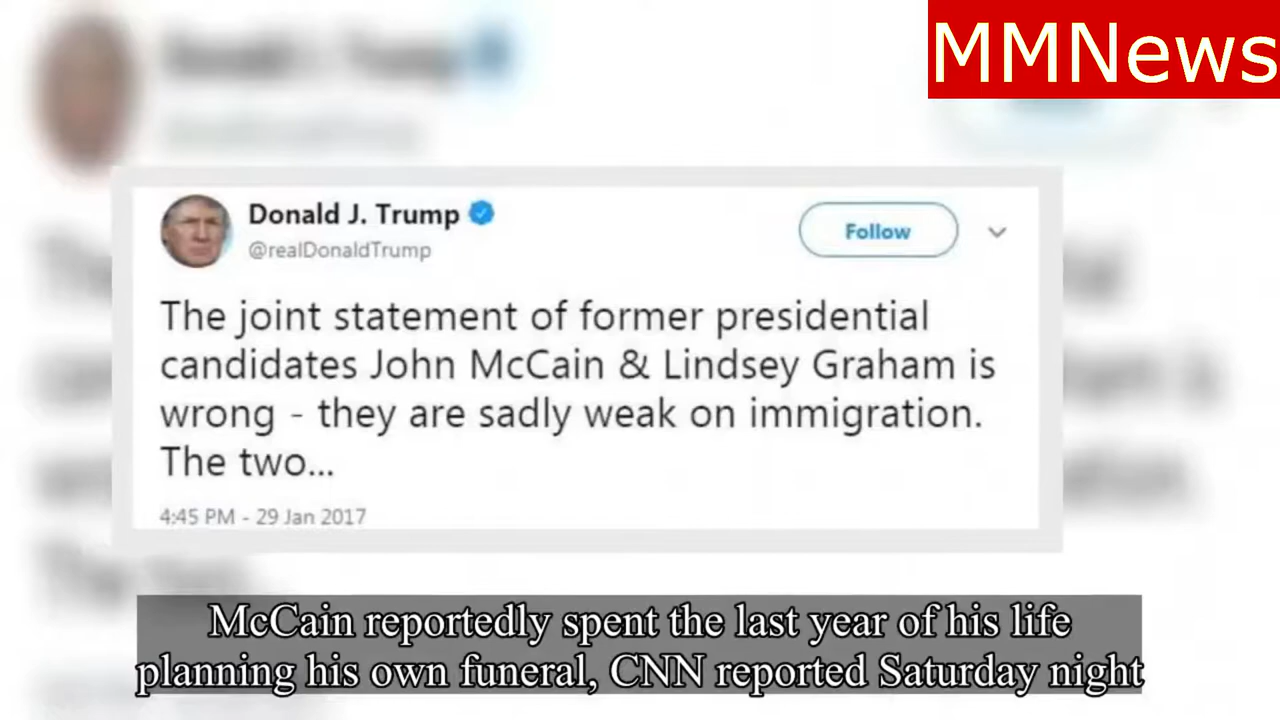 MMNews
Donald J. Trump
@realDonaldTrump
Follow
The joint statement of former presidential
candidates John McCain & Lindsey Graham is
wrong - they are sadly weak on immigration.
The two...
4:45 PM - 29 Jan 2017
McCain reportedly spent the last year of his life
planning his own funeral, CNN reported Saturday night